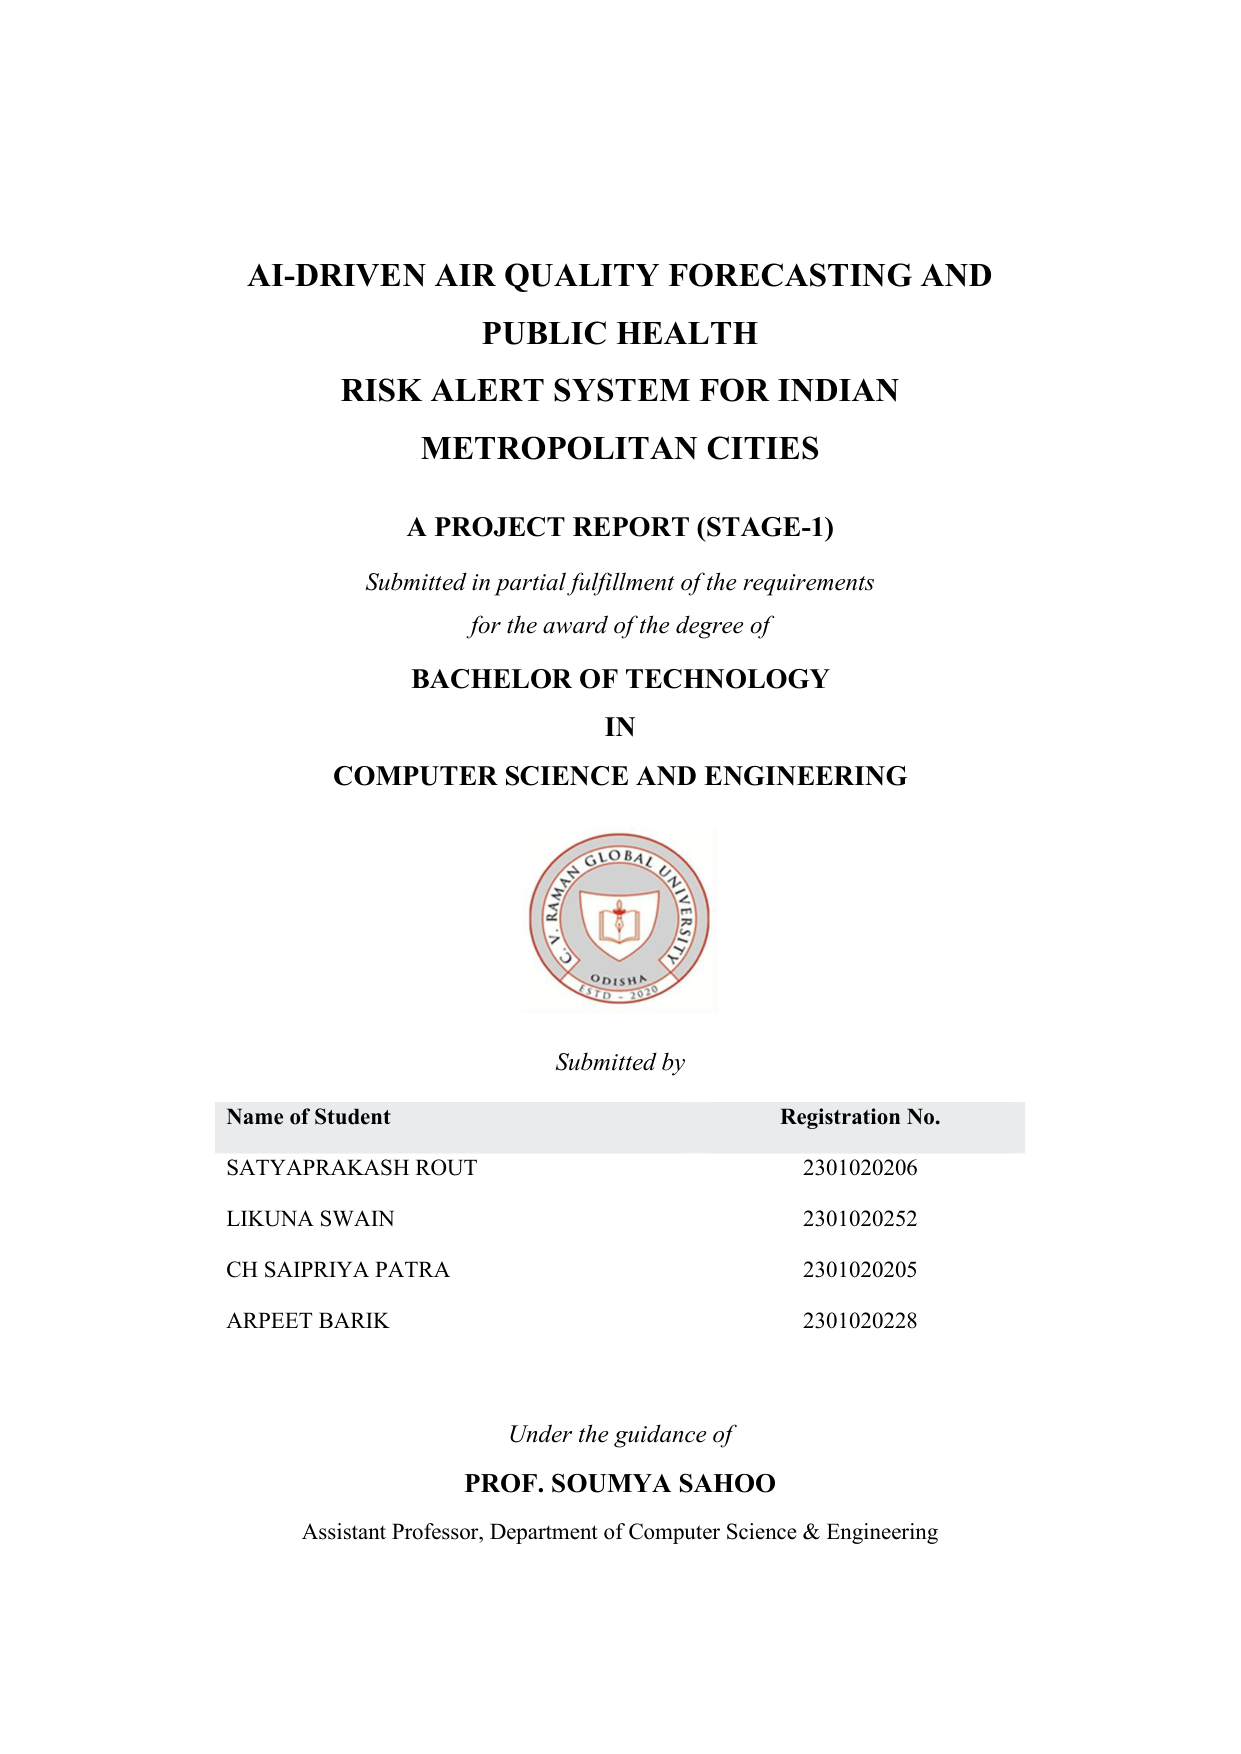 AI-DRIVEN AIR QUALITY FORECASTING AND
PUBLIC HEALTH
RISK ALERT SYSTEM FOR INDIAN
METROPOLITAN CITIES
A PROJECT REPORT (STAGE-1)
Submitted in partial fulfillment of the requirements
for the award of the degree of
BACHELOR OF TECHNOLOGY
IN
COMPUTER SCIENCE AND ENGINEERING
C. V. RAMAN GLOBAL UNIVERSITY
ODISHA
ESTD - 2020
Submitted by
Name of Student Registration No.
SATYAPRAKASH ROUT 2301020206
LIKUNA SWAIN 2301020252
CH SAIPRIYA PATRA 2301020205
ARPEET BARIK 2301020228
Under the guidance of
PROF. SOUMYA SAHOO
Assistant Professor, Department of Computer Science & Engineering